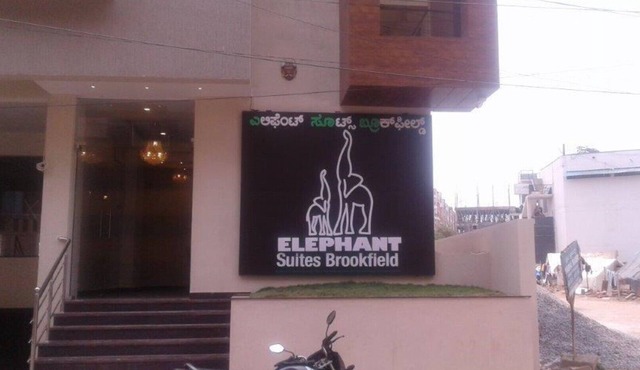 ಎಲಿಫೆಂಟ್ ಸೂಟ್ಸ್ ಬ್ರೂಕ್‌ಫೀಲ್ಡ್
ELEPHANT
Suites Brookfield